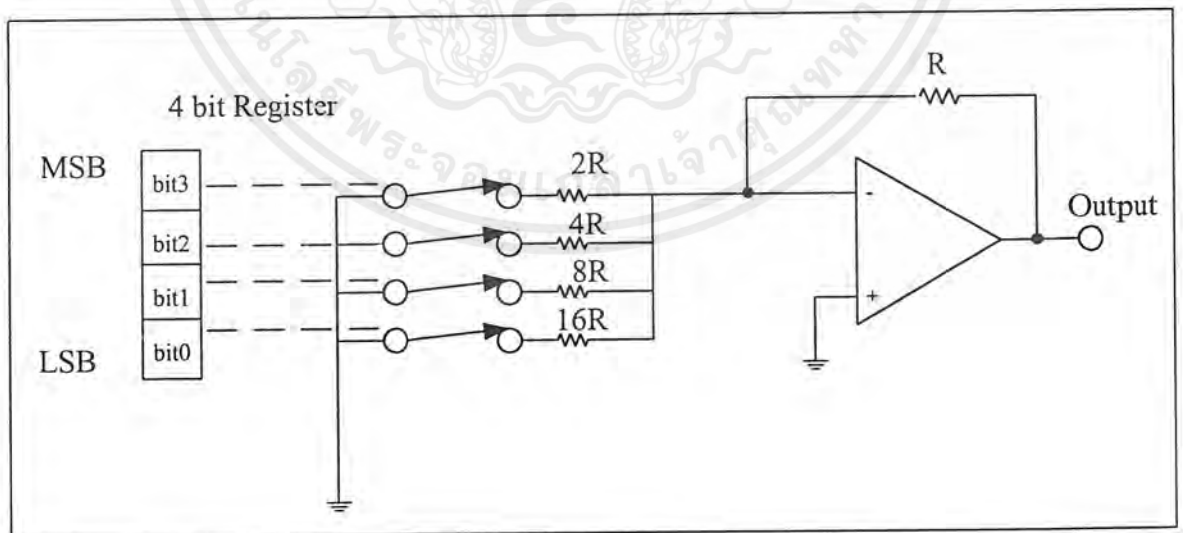 4 bit Register
MSB
bit3
bit2
bit1
bit0
LSB
2R
4R
8R
16R
R
-
+
Output